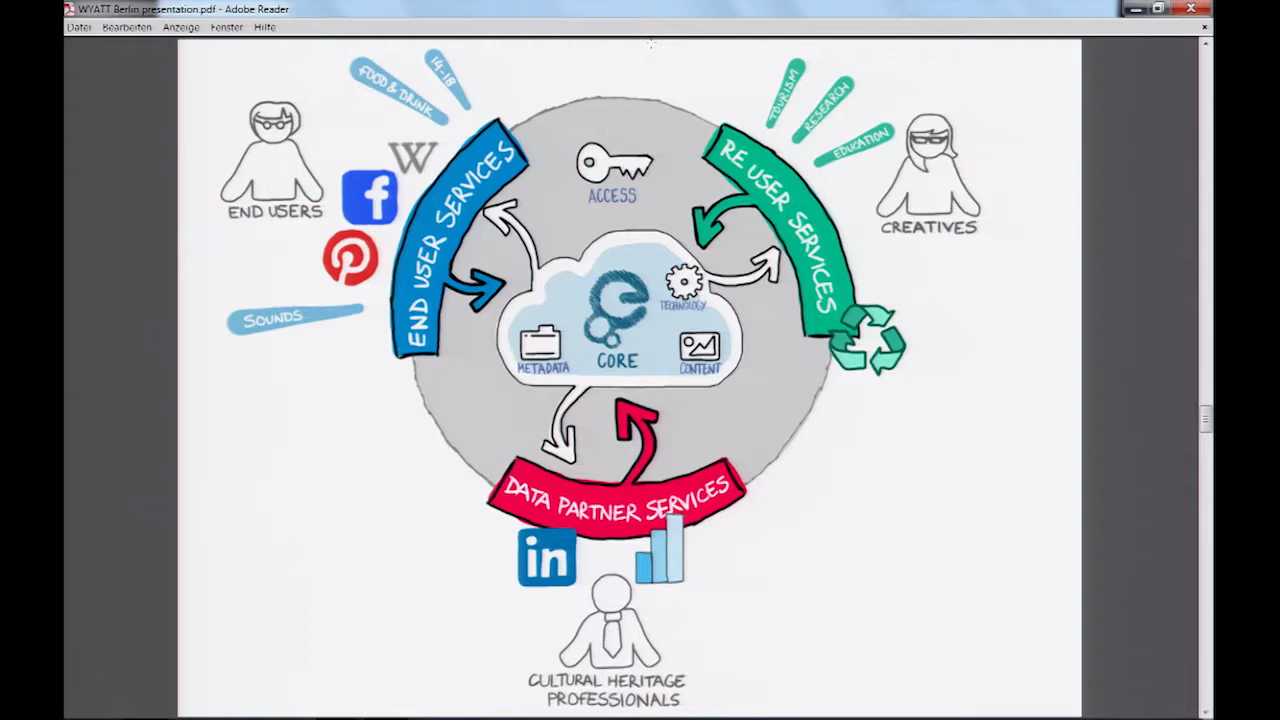 WYATT Berlin presentation.pdf - Adobe Reader
Datei Bearbeiten Anzeige Fenster Hilfe
FOOD & DRINK
14-18
TOURISM
RESEARCH
EDUCATION
W
f
END USERS
END USER SERVICES
ACCESS
RE USER SERVICES
CREATIVES
SOUNDS
TECHNOLOGY
METADATA
CORE
CONTENT
DATA PARTNER SERVICES
in
CULTURAL HERITAGE
PROFESSIONALS